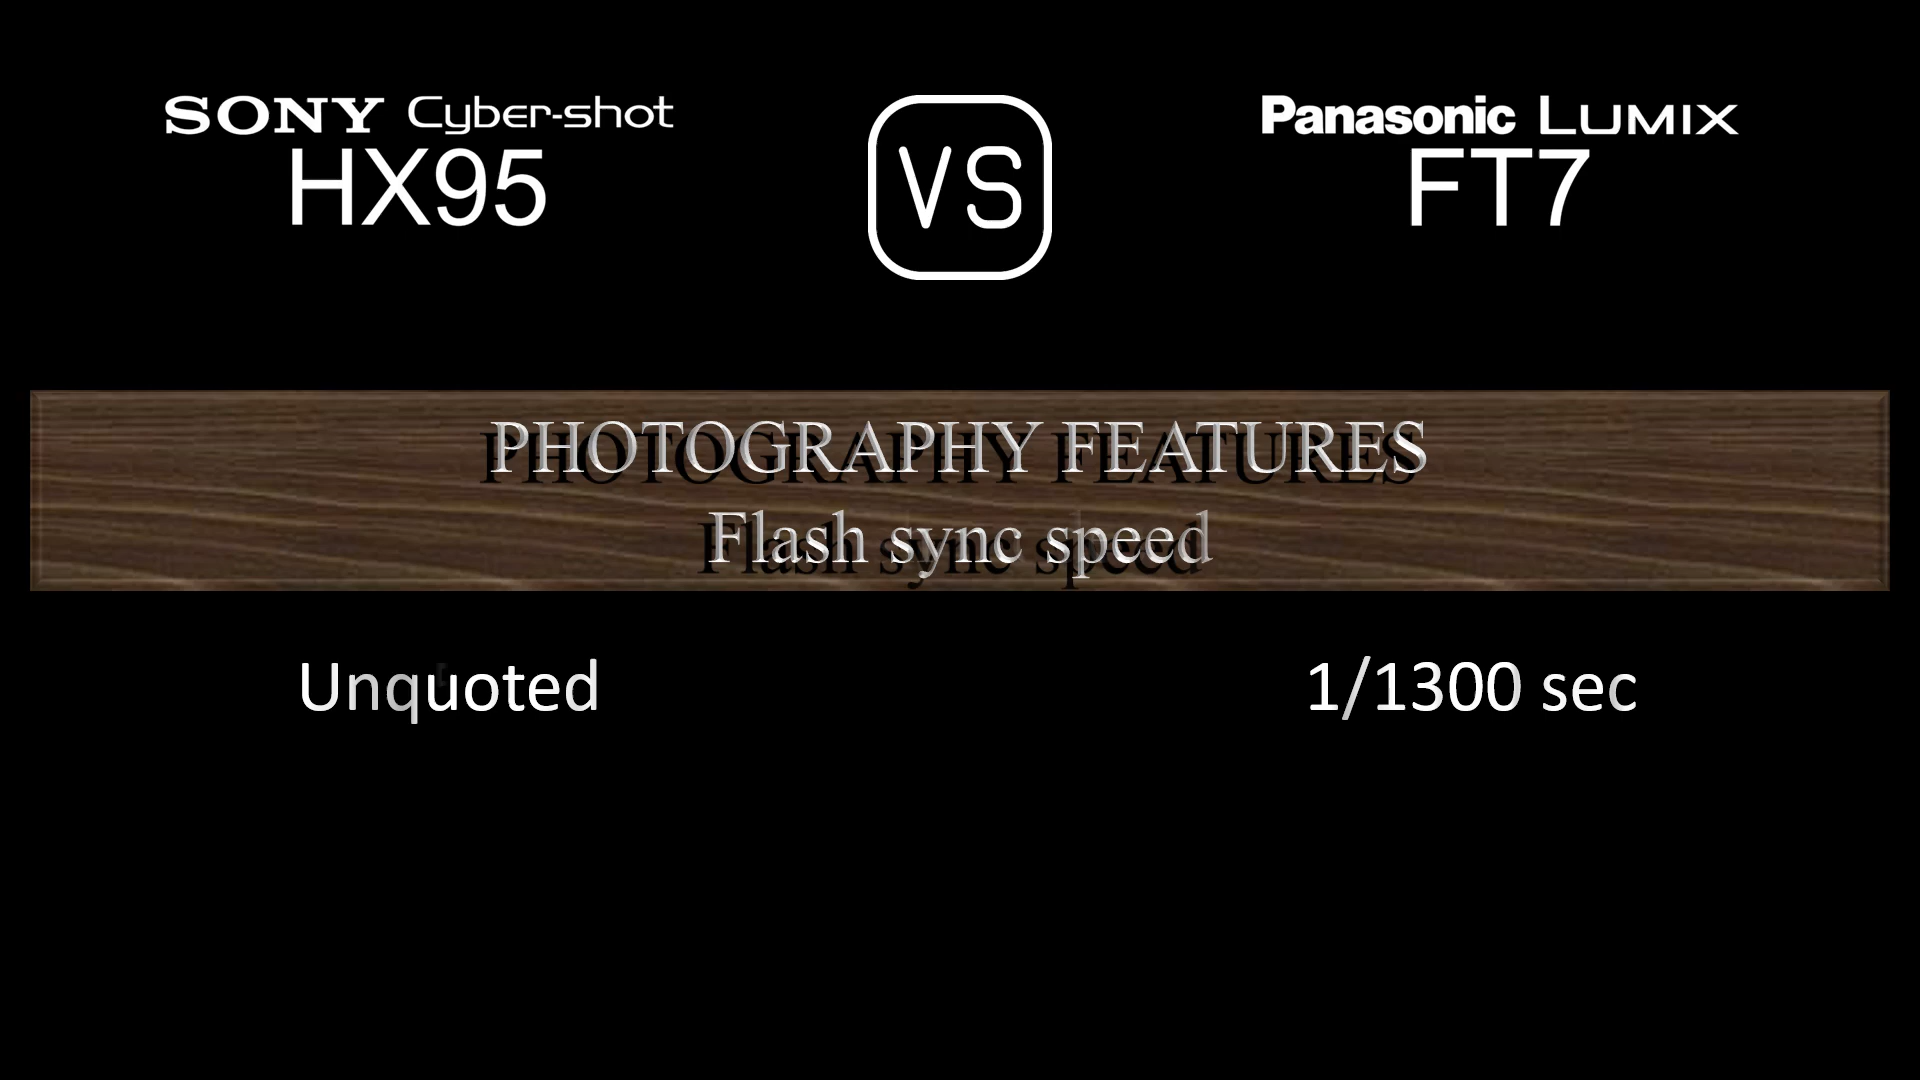 SONY Cyber-shot
HX95
VS
Panasonic LUMIX
FT7
PHOTOGRAPHY FEATURES
Flash sync speed
Unquoted
1/1300 sec